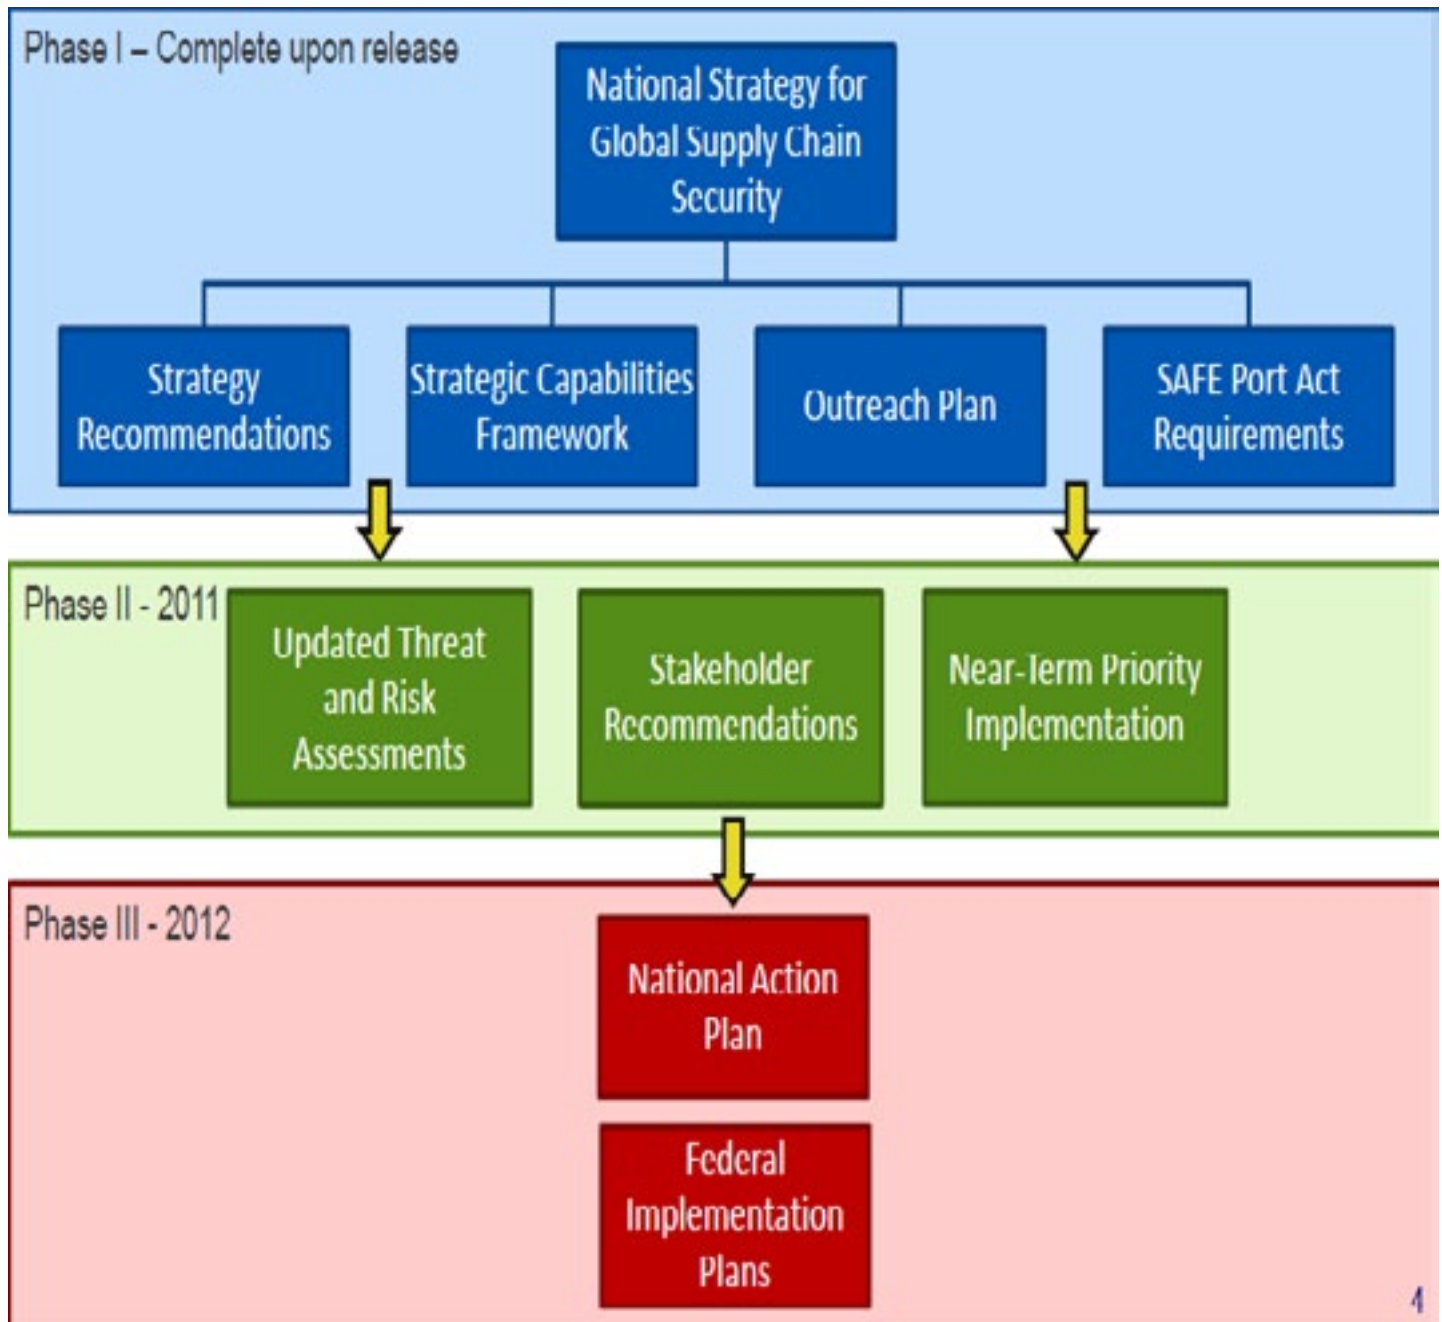 Phase I – Complete upon release
National Strategy for
Global Supply Chain
Security
Strategy
Recommendations
Strategic Capabilities
Framework
Outreach Plan
SAFE Port Act
Requirements
Phase II - 2011
Updated Threat
and Risk
Assessments
Stakeholder
Recommendations
Near-Term Priority
Implementation
Phase III - 2012
National Action
Plan
Federal
Implementation
Plans
4